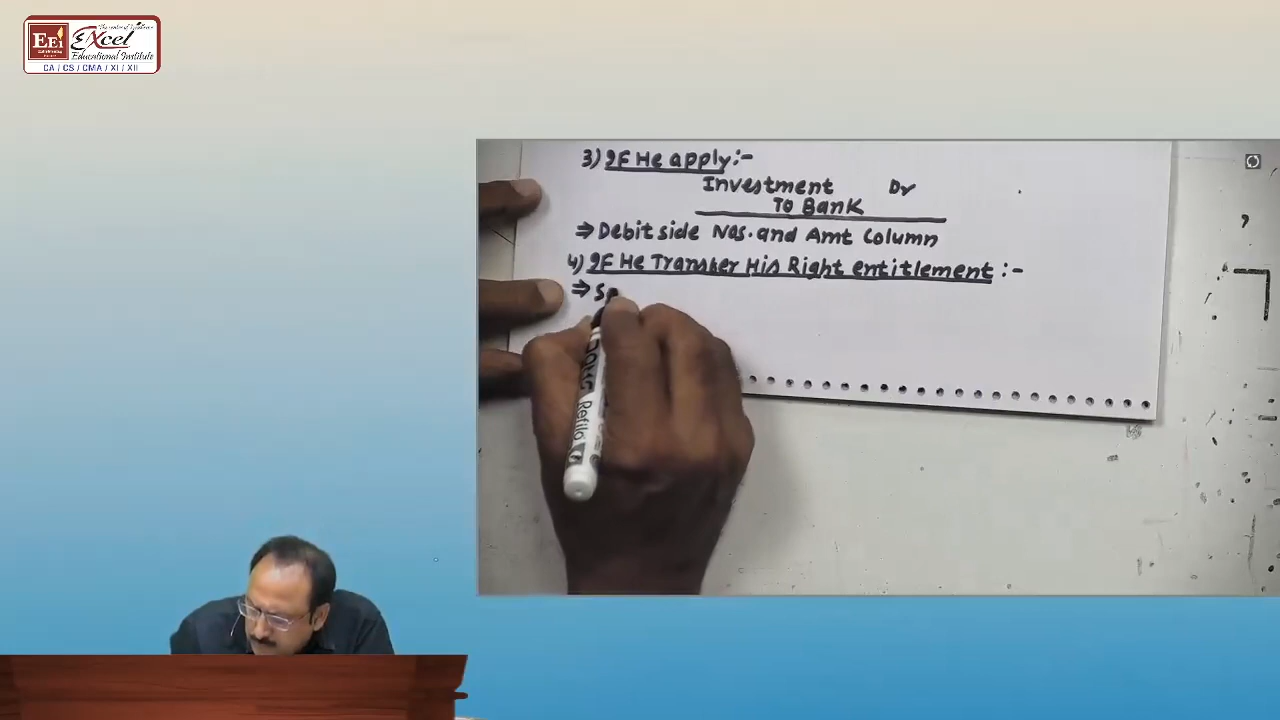 EEi
Excel
Educational Institute
CA / CS / CMA / XI / XII
3) IF He apply :-
Investment Dr
To Bank
⇒ Debit side Nos. and Amt Column
4) IF He Transfer His Right entitlement :-
⇒
Refilo